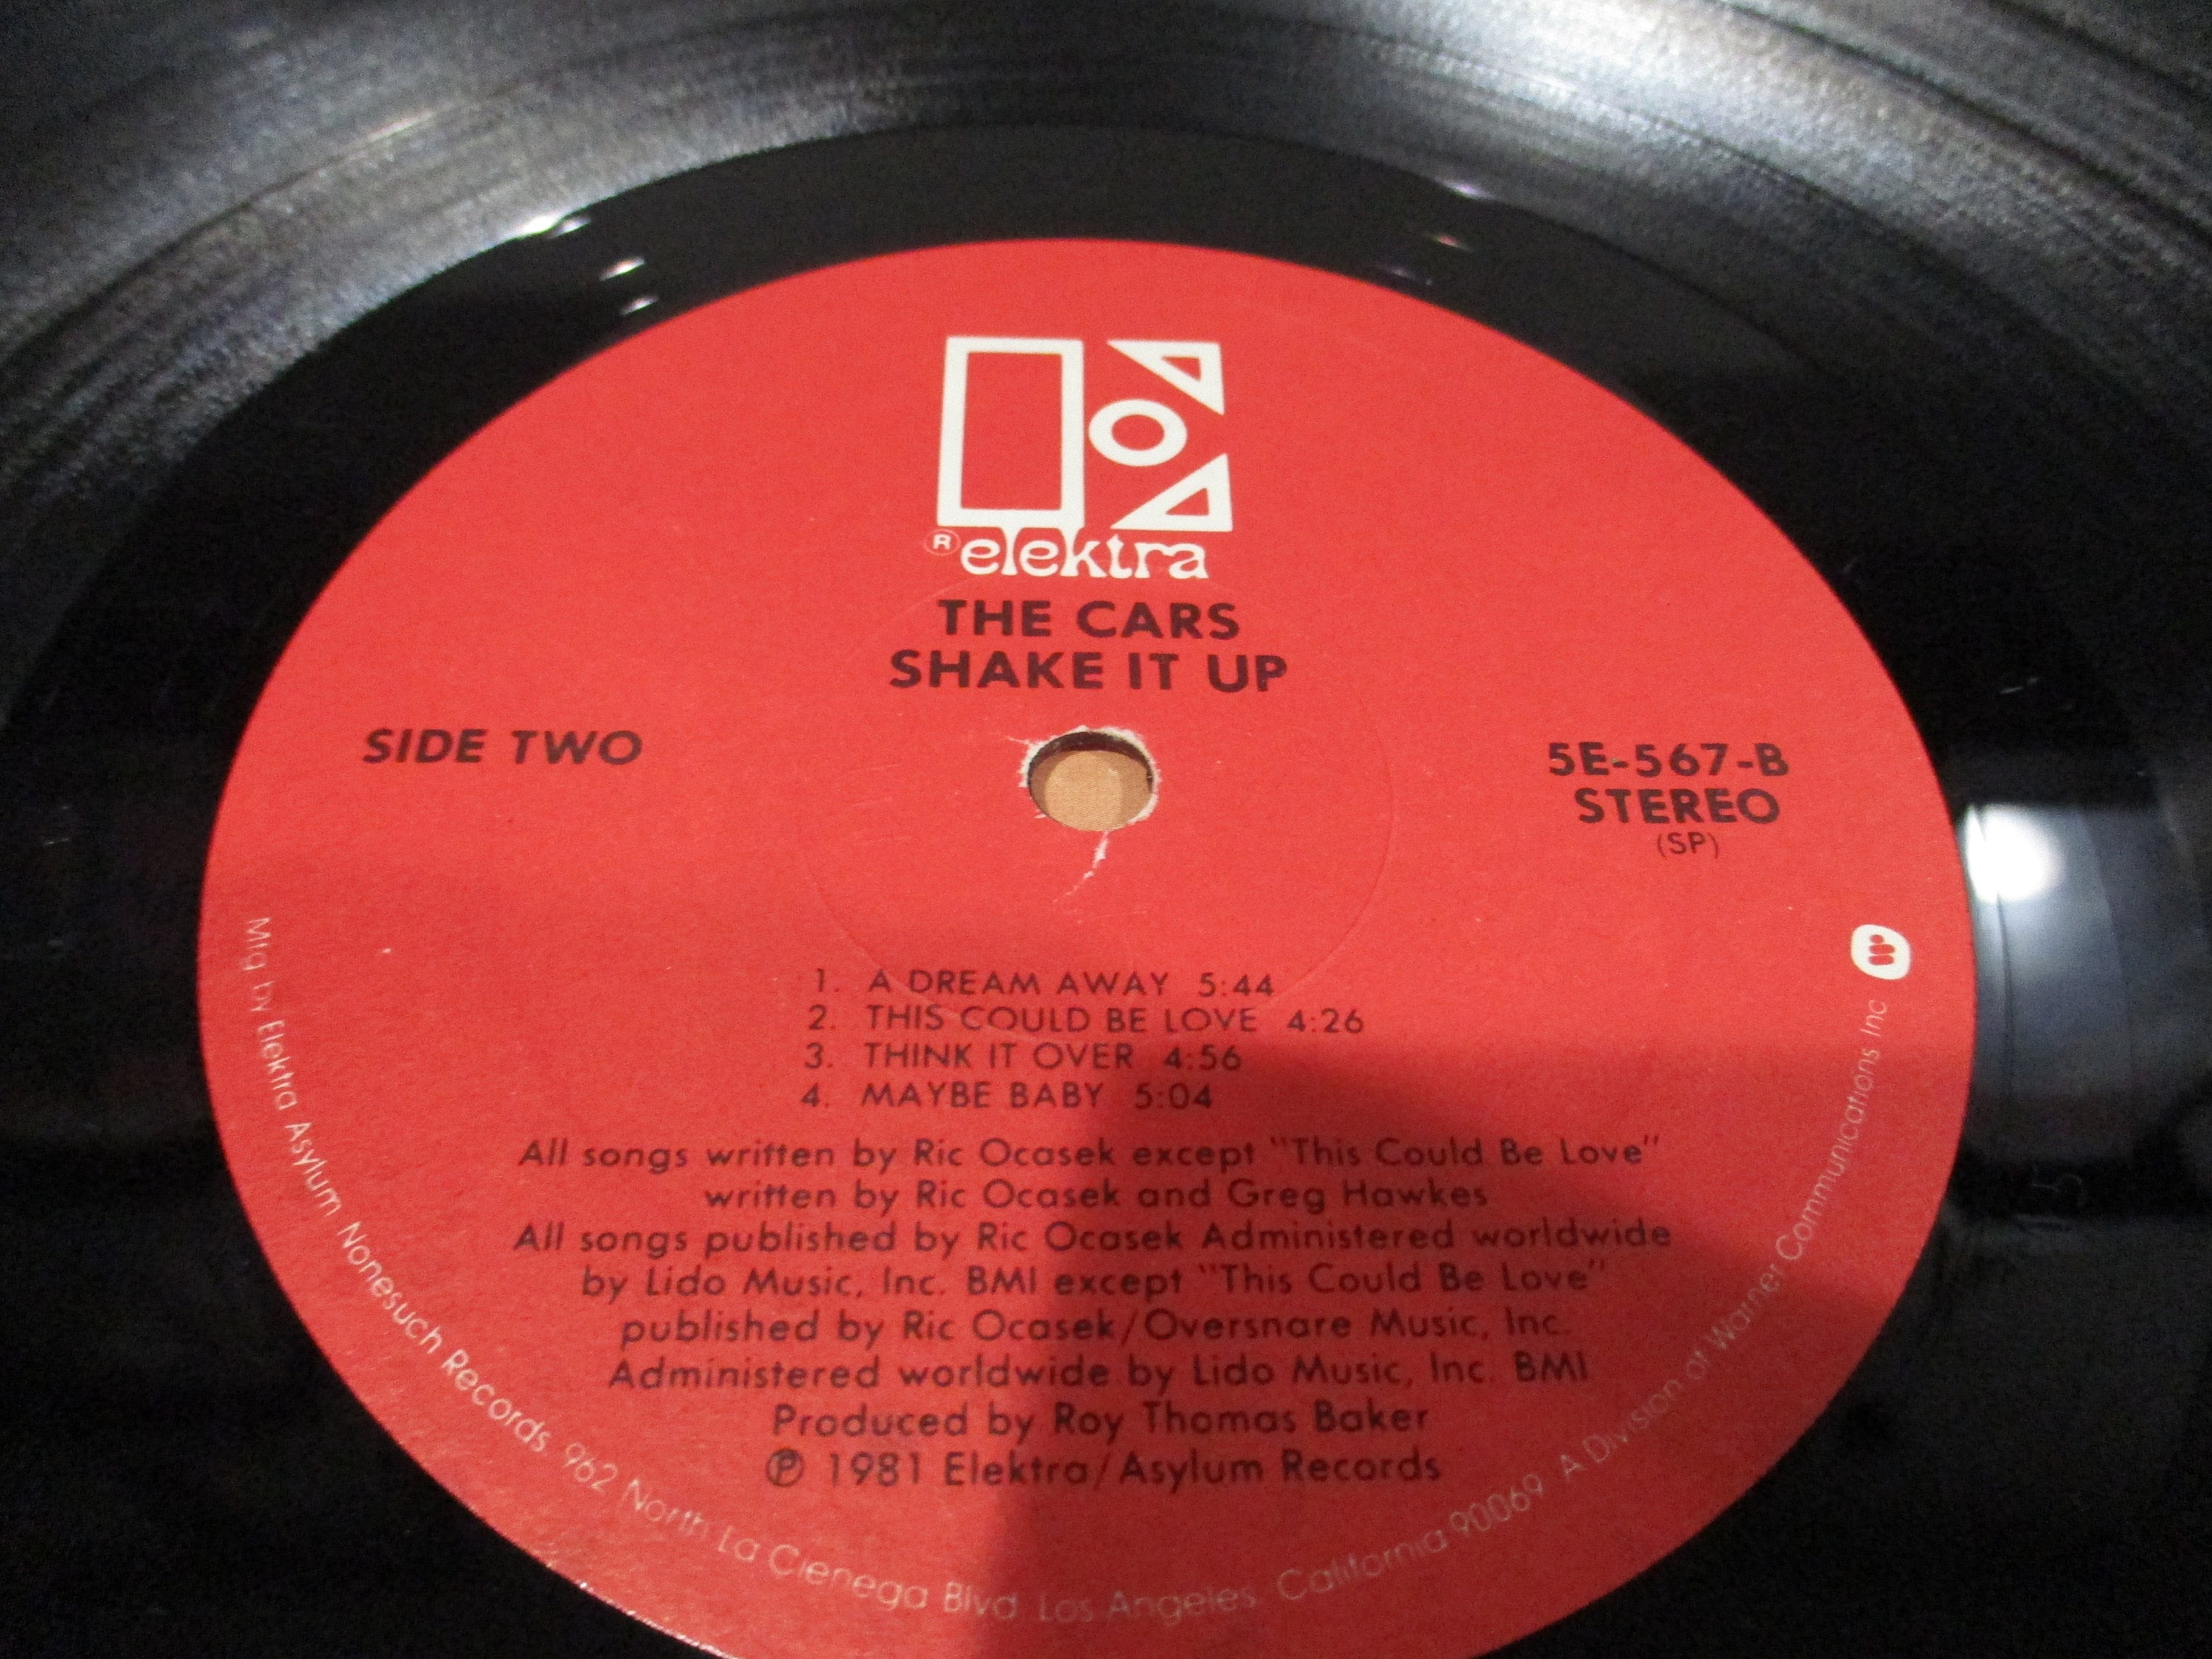 ® elektra
THE CARS
SHAKE IT UP
SIDE TWO
5E-567-B
STEREO
(SP)
1. A DREAM AWAY 5:44
2. THIS COULD BE LOVE 4:26
3. THINK IT OVER 4:56
4. MAYBE BABY 5:04
All songs written by Ric Ocasek except "This Could Be Love"
written by Ric Ocasek and Greg Hawkes
All songs published by Ric Ocasek Administered worldwide
by Lido Music, Inc. BMI except "This Could Be Love"
published by Ric Ocasek/Oversnare Music, Inc.
Administered worldwide by Lido Music, Inc. BMI
Produced by Roy Thomas Baker
℗ 1981 Elektra/Asylum Records
Mfg by Elektra Asylum Nonesuch Records 962 North La Cienega Blvd Los Angeles California 90069 A Division of Warner Communications Inc